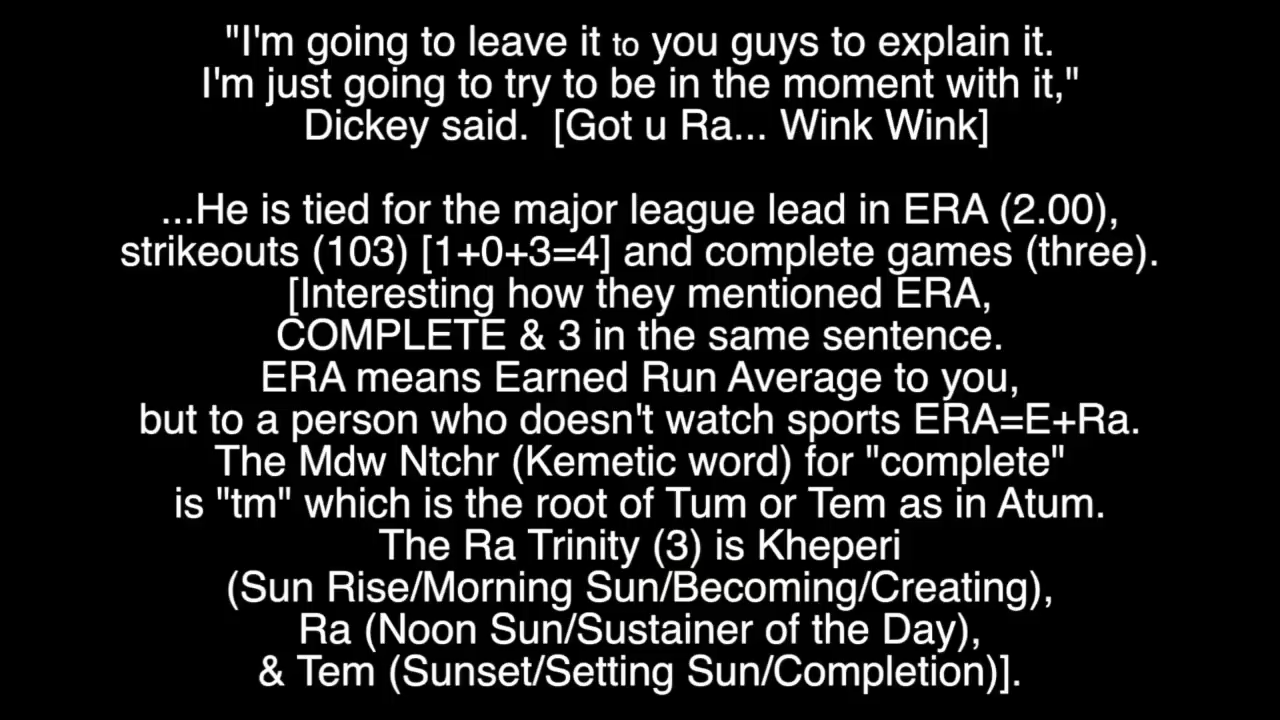 "I'm going to leave it to you guys to explain it.
I'm just going to try to be in the moment with it,"
Dickey said.  [Got u Ra... Wink Wink]
...He is tied for the major league lead in ERA (2.00),
strikeouts (103) [1+0+3=4] and complete games (three).
[Interesting how they mentioned ERA,
COMPLETE & 3 in the same sentence.
ERA means Earned Run Average to you,
but to a person who doesn't watch sports ERA=E+Ra.
The Mdw Ntchr (Kemetic word) for "complete"
is "tm" which is the root of Tum or Tem as in Atum.
The Ra Trinity (3) is Kheperi
(Sun Rise/Morning Sun/Becoming/Creating),
Ra (Noon Sun/Sustainer of the Day),
& Tem (Sunset/Setting Sun/Completion)].